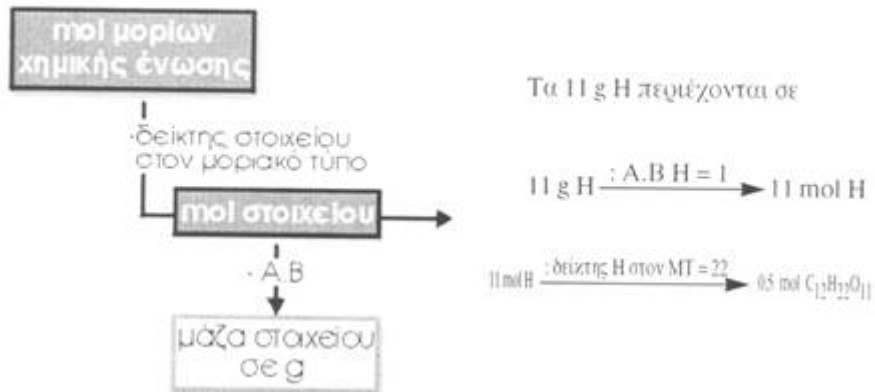 mol μορίων
χημικής ένωσης
·δείκτης στοιχείου
στον μοριακό τύπο
mol στοιχείου
· Α.Β
μάζα στοιχείου
σε g
Τα 11 g H περιέχονται σε
11 g H : Α.Β H = 1 11 mol H
11 mol H : δείκτης H στον ΜΤ = 22 0.5 mol C₁₂H₂₂O₁₁